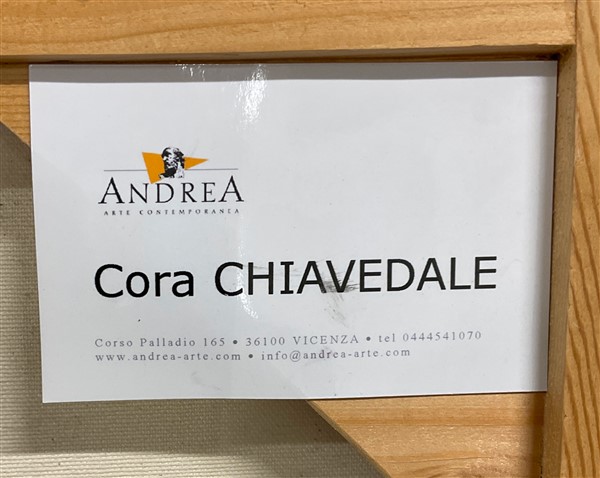 ANDREA
ARTE CONTEMPORANEA
Cora CHIAVEDALE
Corso Palladio 165 • 36100 VICENZA • tel 0444541070
www.andrea-arte.com • info@andrea-arte.com